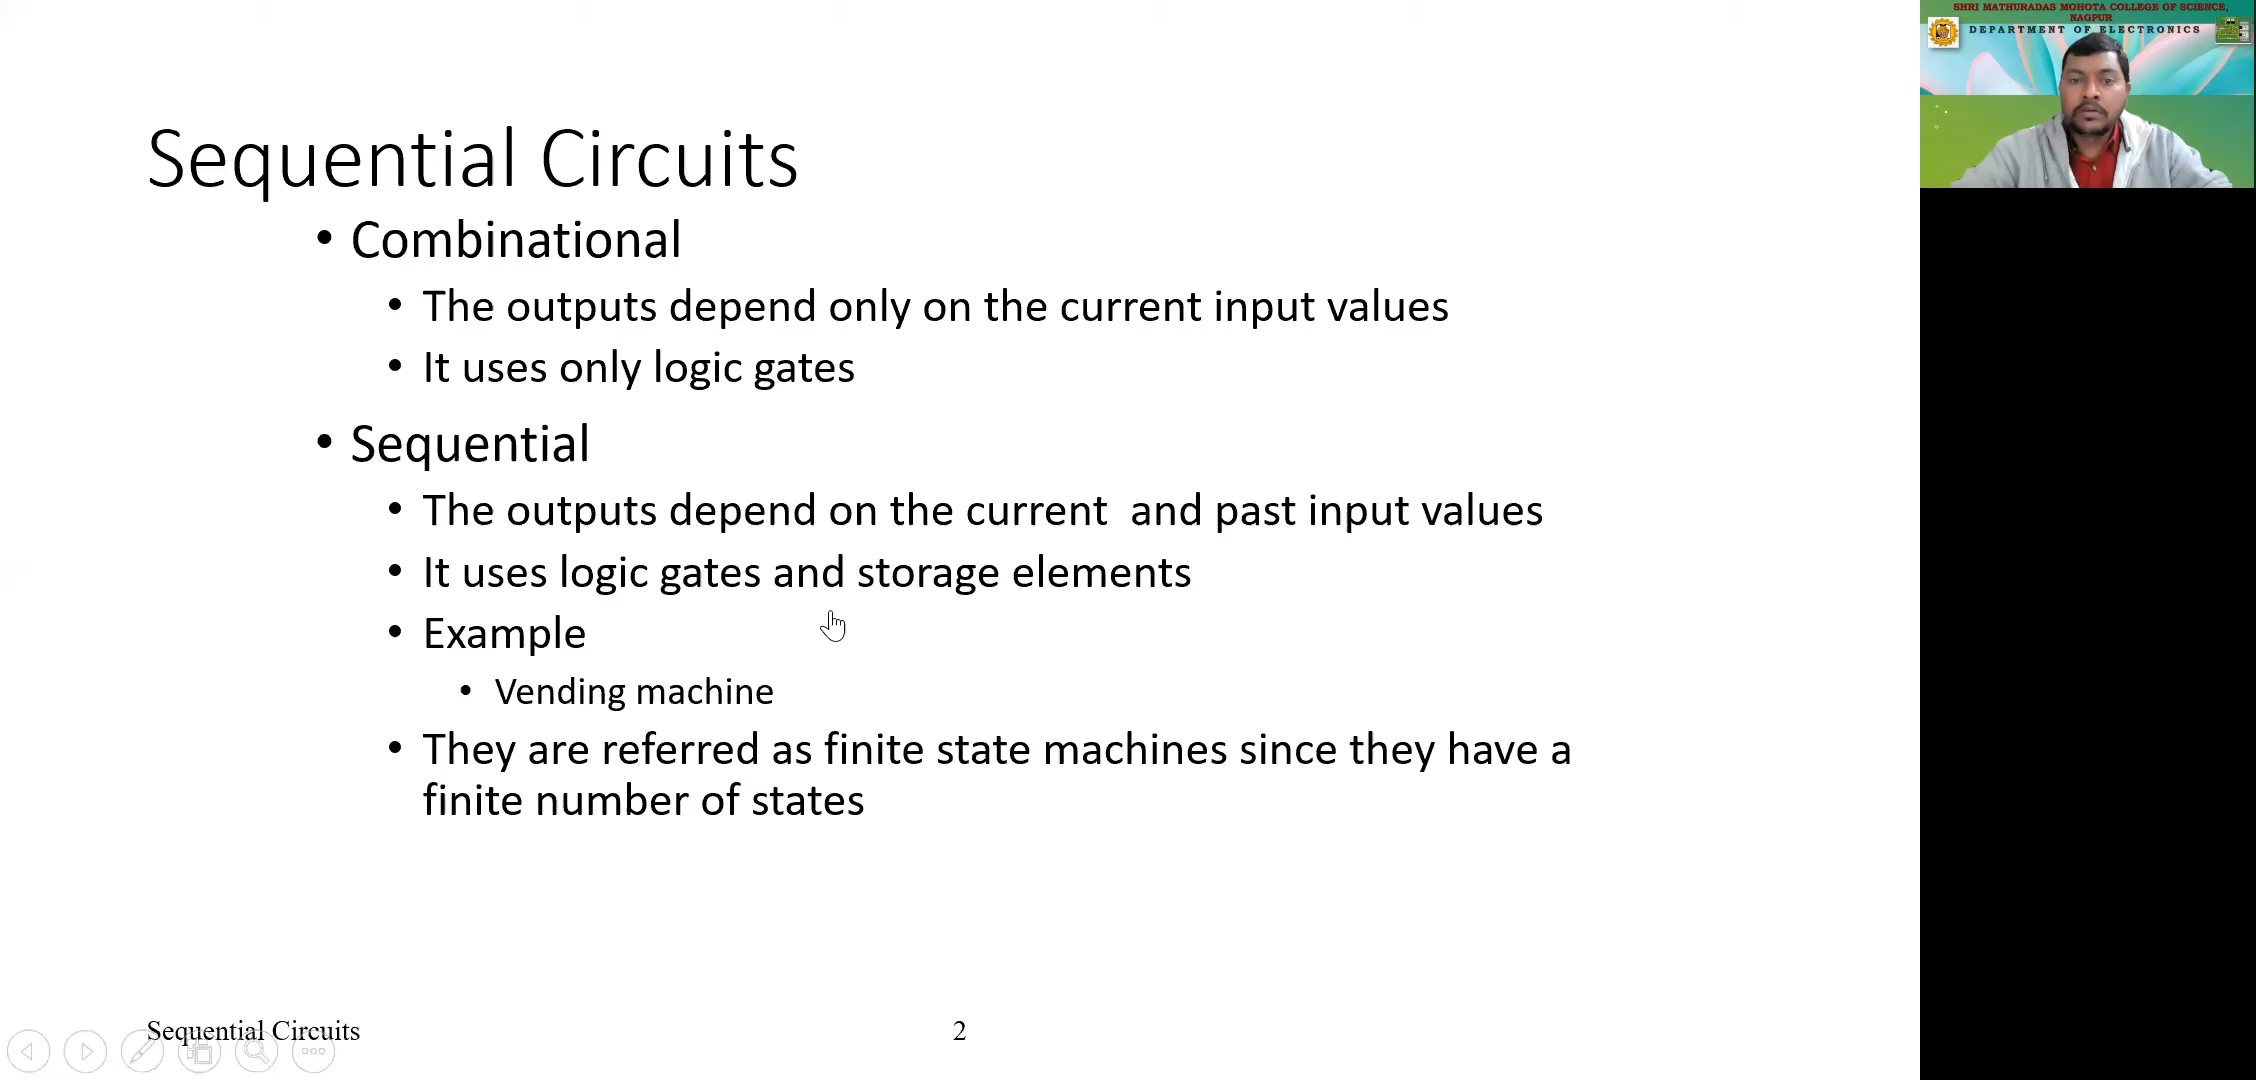 Sequential Circuits
• Combinational
• The outputs depend only on the current input values
• It uses only logic gates
• Sequential
• The outputs depend on the current  and past input values
• It uses logic gates and storage elements
• Example
• Vending machine
• They are referred as finite state machines since they have a
finite number of states
Sequential Circuits
2
SHRI MATHURADAS MOHOTA COLLEGE OF SCIENCE,
NAGPUR
DEPARTMENT OF ELECTRONICS